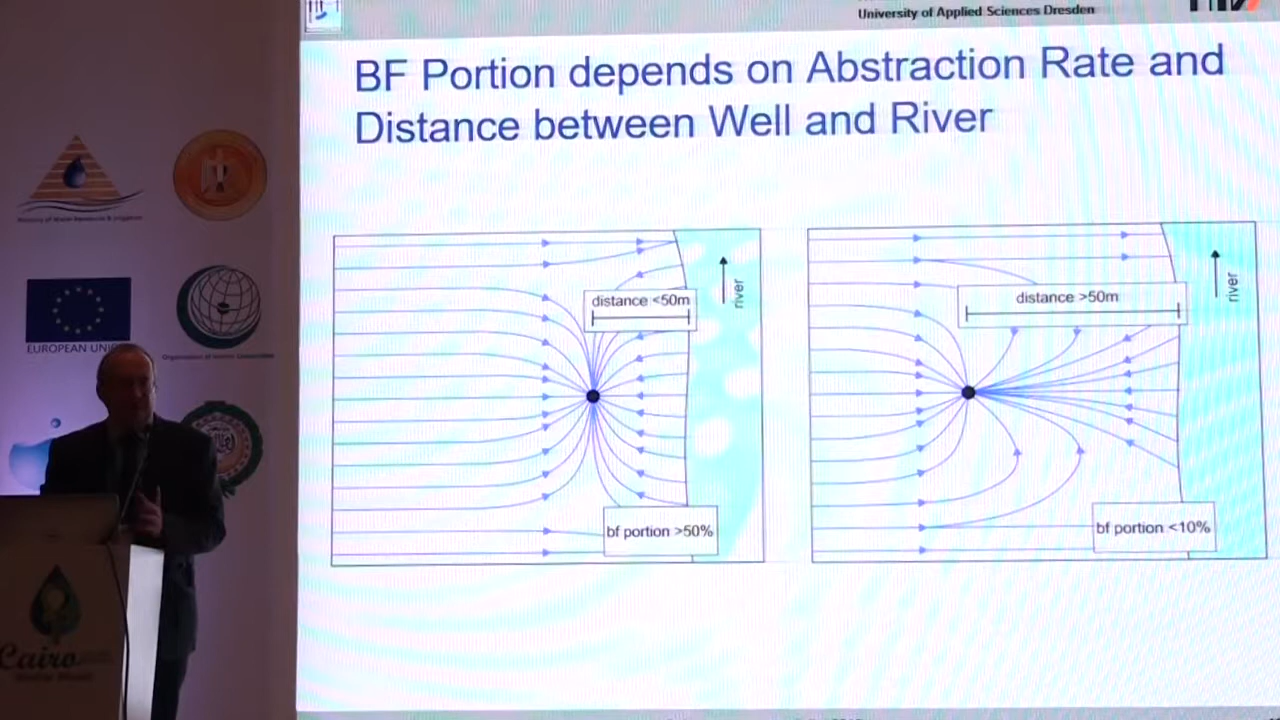 University of Applied Sciences Dresden
BF Portion depends on Abstraction Rate and
Distance between Well and River
distance <50m
river
bf portion >50%
distance >50m
river
bf portion <10%
EUROPEAN UNI
Cairo